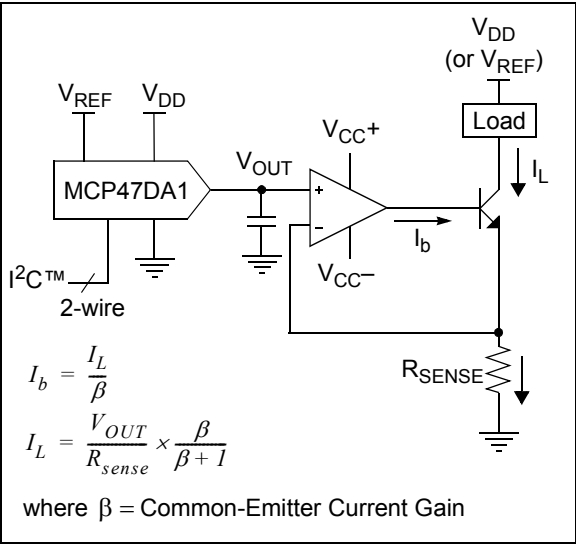 V_DD
(or V_REF)
V_REF V_DD
Load
V_CC+
V_OUT
I_L
MCP47DA1
+
–
I_b
V_CC–
I²C™
2-wire
R_SENSE
I_b = I_L / β
I_L = V_OUT / R_sense × β / β + 1
where β = Common-Emitter Current Gain